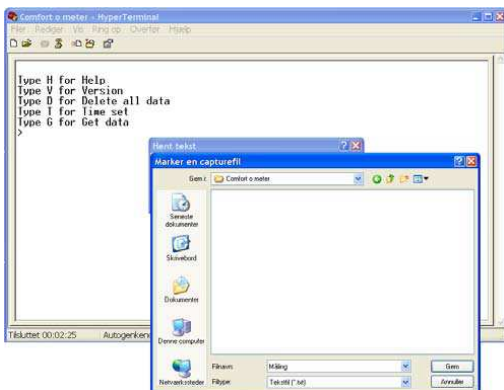 Comfort o meter - HyperTerminal
Filer Rediger Vis Ring op Overfør Hjælp
Type H for Help
Type V for Version
Type D for Delete all data
Type T for Time set
Type G for Get data
>
Hent tekst
Marker en capturefil
Gem i: Comfort o meter
Seneste
dokumenter
Skrivebord
Dokumenter
Denne computer
Netværkssteder
Filnavn: Måling Gem
Filtype: Tekstfil (*.txt) Annuller
Tilsluttet 00:02:25 Autogenken